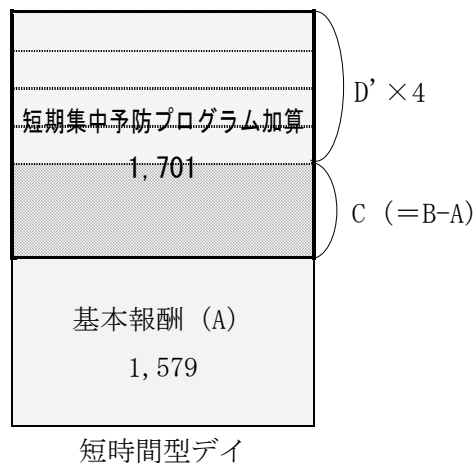 D’×4
短期集中予防プログラム加算
1,701
C（＝B-A）
基本報酬（A）
1,579
短時間型デイ